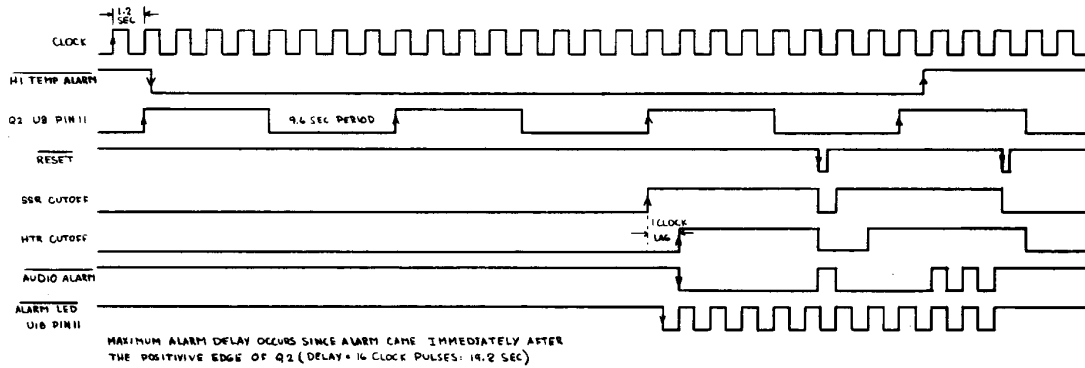 1.2
SEC
CLOCK
HI TEMP ALARM
Q2 U8 PIN 11
9.6 SEC PERIOD
RESET
SSR CUTOFF
1 CLOCK
LAG
HTR CUTOFF
AUDIO ALARM
ALARM LED
U18 PIN 11
MAXIMUM ALARM DELAY OCCURS SINCE ALARM CAME IMMEDIATELY AFTER
THE POSITIVIVE EDGE OF Q2 (DELAY = 16 CLOCK PULSES: 19.2 SEC)